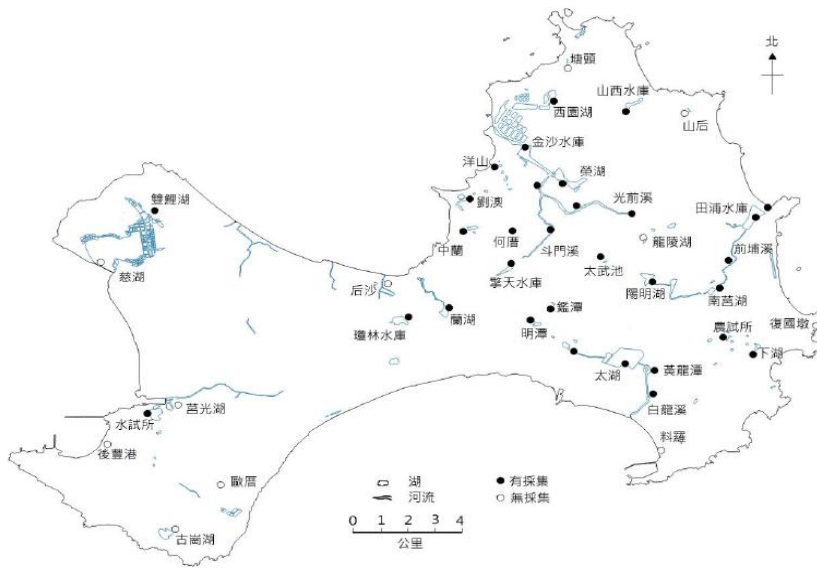 北
塘頭
西園湖
山西水庫
山后
金沙水庫
洋山
榮湖
劉澳
光前溪
田浦水庫
雙鯉湖
中蘭
何厝
斗門溪
龍陵湖
前埔溪
慈湖
后沙
擎天水庫
太武池
陽明湖
南莒湖
蘭湖
鑑潭
瓊林水庫
明潭
農試所
復國墩
下湖
太湖
黃龍潭
白龍溪
莒光湖
水試所
料羅
後豐港
歐厝
古崗湖
湖
有採集
河流
無採集
0 1 2 3 4
公里